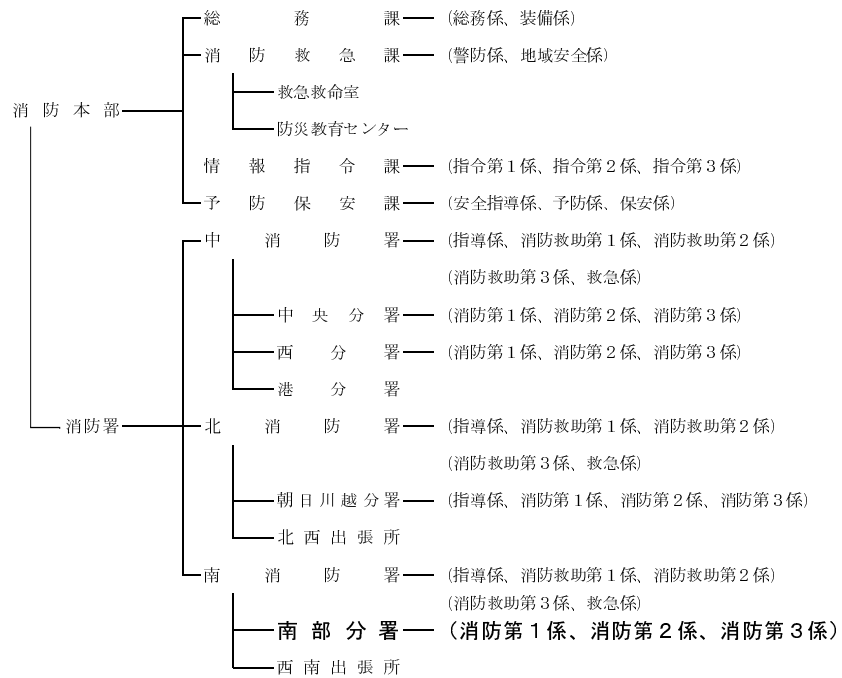 総務課 (総務係、装備係)
消防救急課 (警防係、地域安全係)
救急救命室
消防本部
防災教育センター
情報指令課 (指令第１係、指令第２係、指令第３係)
予防保安課 (安全指導係、予防係、保安係)
中消防署 (指導係、消防救助第１係、消防救助第２係)
(消防救助第３係、救急係)
中央分署 (消防第１係、消防第２係、消防第３係)
西分署 (消防第１係、消防第２係、消防第３係)
港分署
消防署 北消防署 (指導係、消防救助第１係、消防救助第２係)
(消防救助第３係、救急係)
朝日川越分署 (指導係、消防第１係、消防第２係、消防第３係)
北西出張所
南消防署 (指導係、消防救助第１係、消防救助第２係)
(消防救助第３係、救急係)
南部分署 (消防第１係、消防第２係、消防第３係)
西南出張所